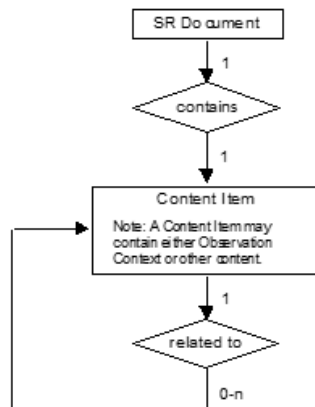 SR Document
1
contains
1
Content Item
Note: A Content Item may
contain either Observation
Context or other content.
1
related to
0-n